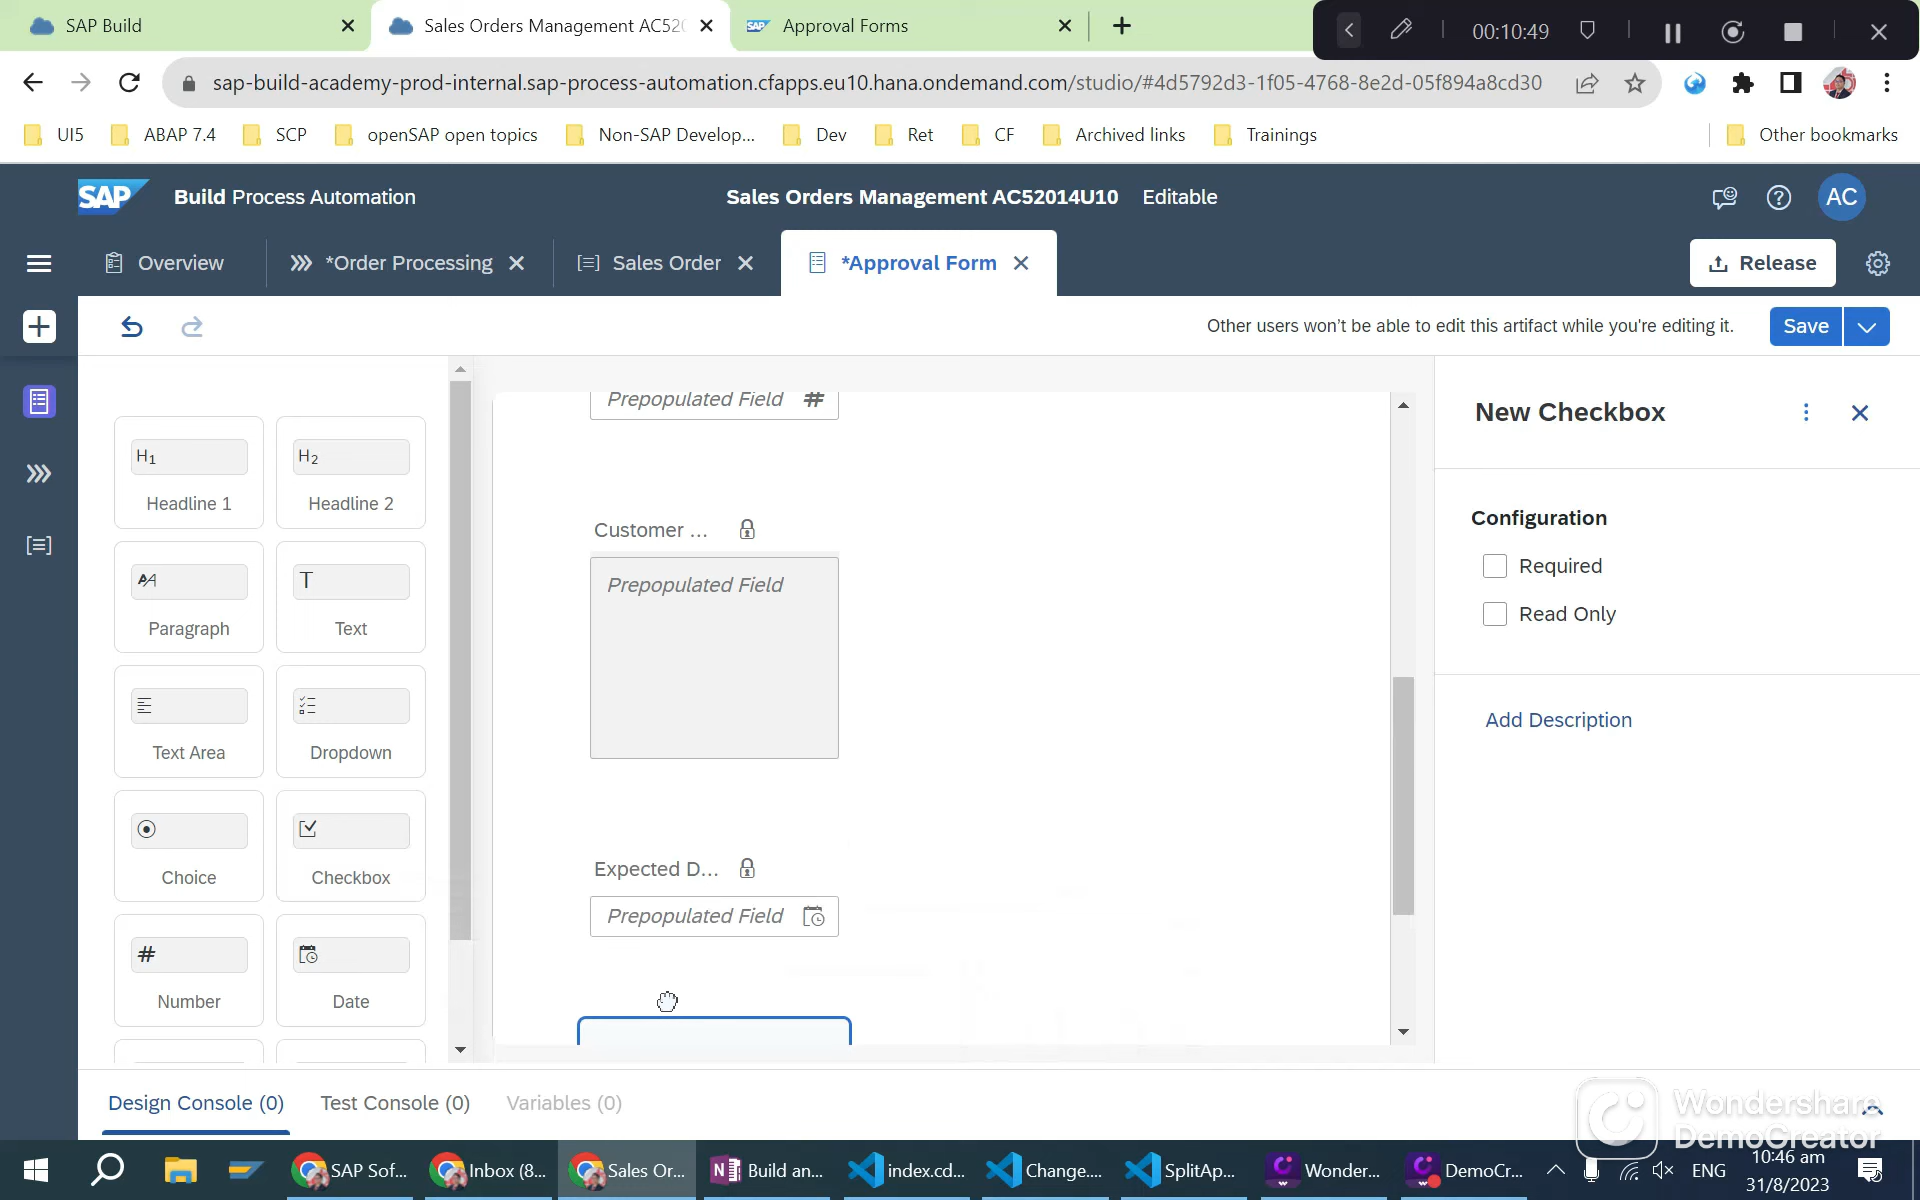 SAP Build
Sales Orders Management AC520
SAP
Approval Forms
00:10:49
sap-build-academy-prod-internal.sap-process-automation.cfapps.eu10.hana.ondemand.com/studio/#4d5792d3-1f05-4768-8e2d-05f894a8cd30
UI5
ABAP 7.4
SCP
openSAP open topics
Non-SAP Develop...
Dev
Ret
CF
Archived links
Trainings
Other bookmarks
SAP
Build Process Automation
Sales Orders Management AC52014U10
Editable
AC
Overview
*Order Processing
Sales Order
*Approval Form
Release
Other users won't be able to edit this artifact while you're editing it.
Save
H1
Headline 1
H2
Headline 2
Paragraph
T
Text
Text Area
Dropdown
Choice
Checkbox
#
Number
Date
Prepopulated Field #
Customer ...
Prepopulated Field
Expected D...
Prepopulated Field
New Checkbox
Configuration
Required
Read Only
Add Description
Design Console (0)
Test Console (0)
Variables (0)
Wondershare
DemoCreator
SAP Sof...
Inbox (8...
Sales Or...
Build an...
index.cd...
Change....
SplitAp...
Wonder...
DemoCr...
ENG
10:46 am
31/8/2023